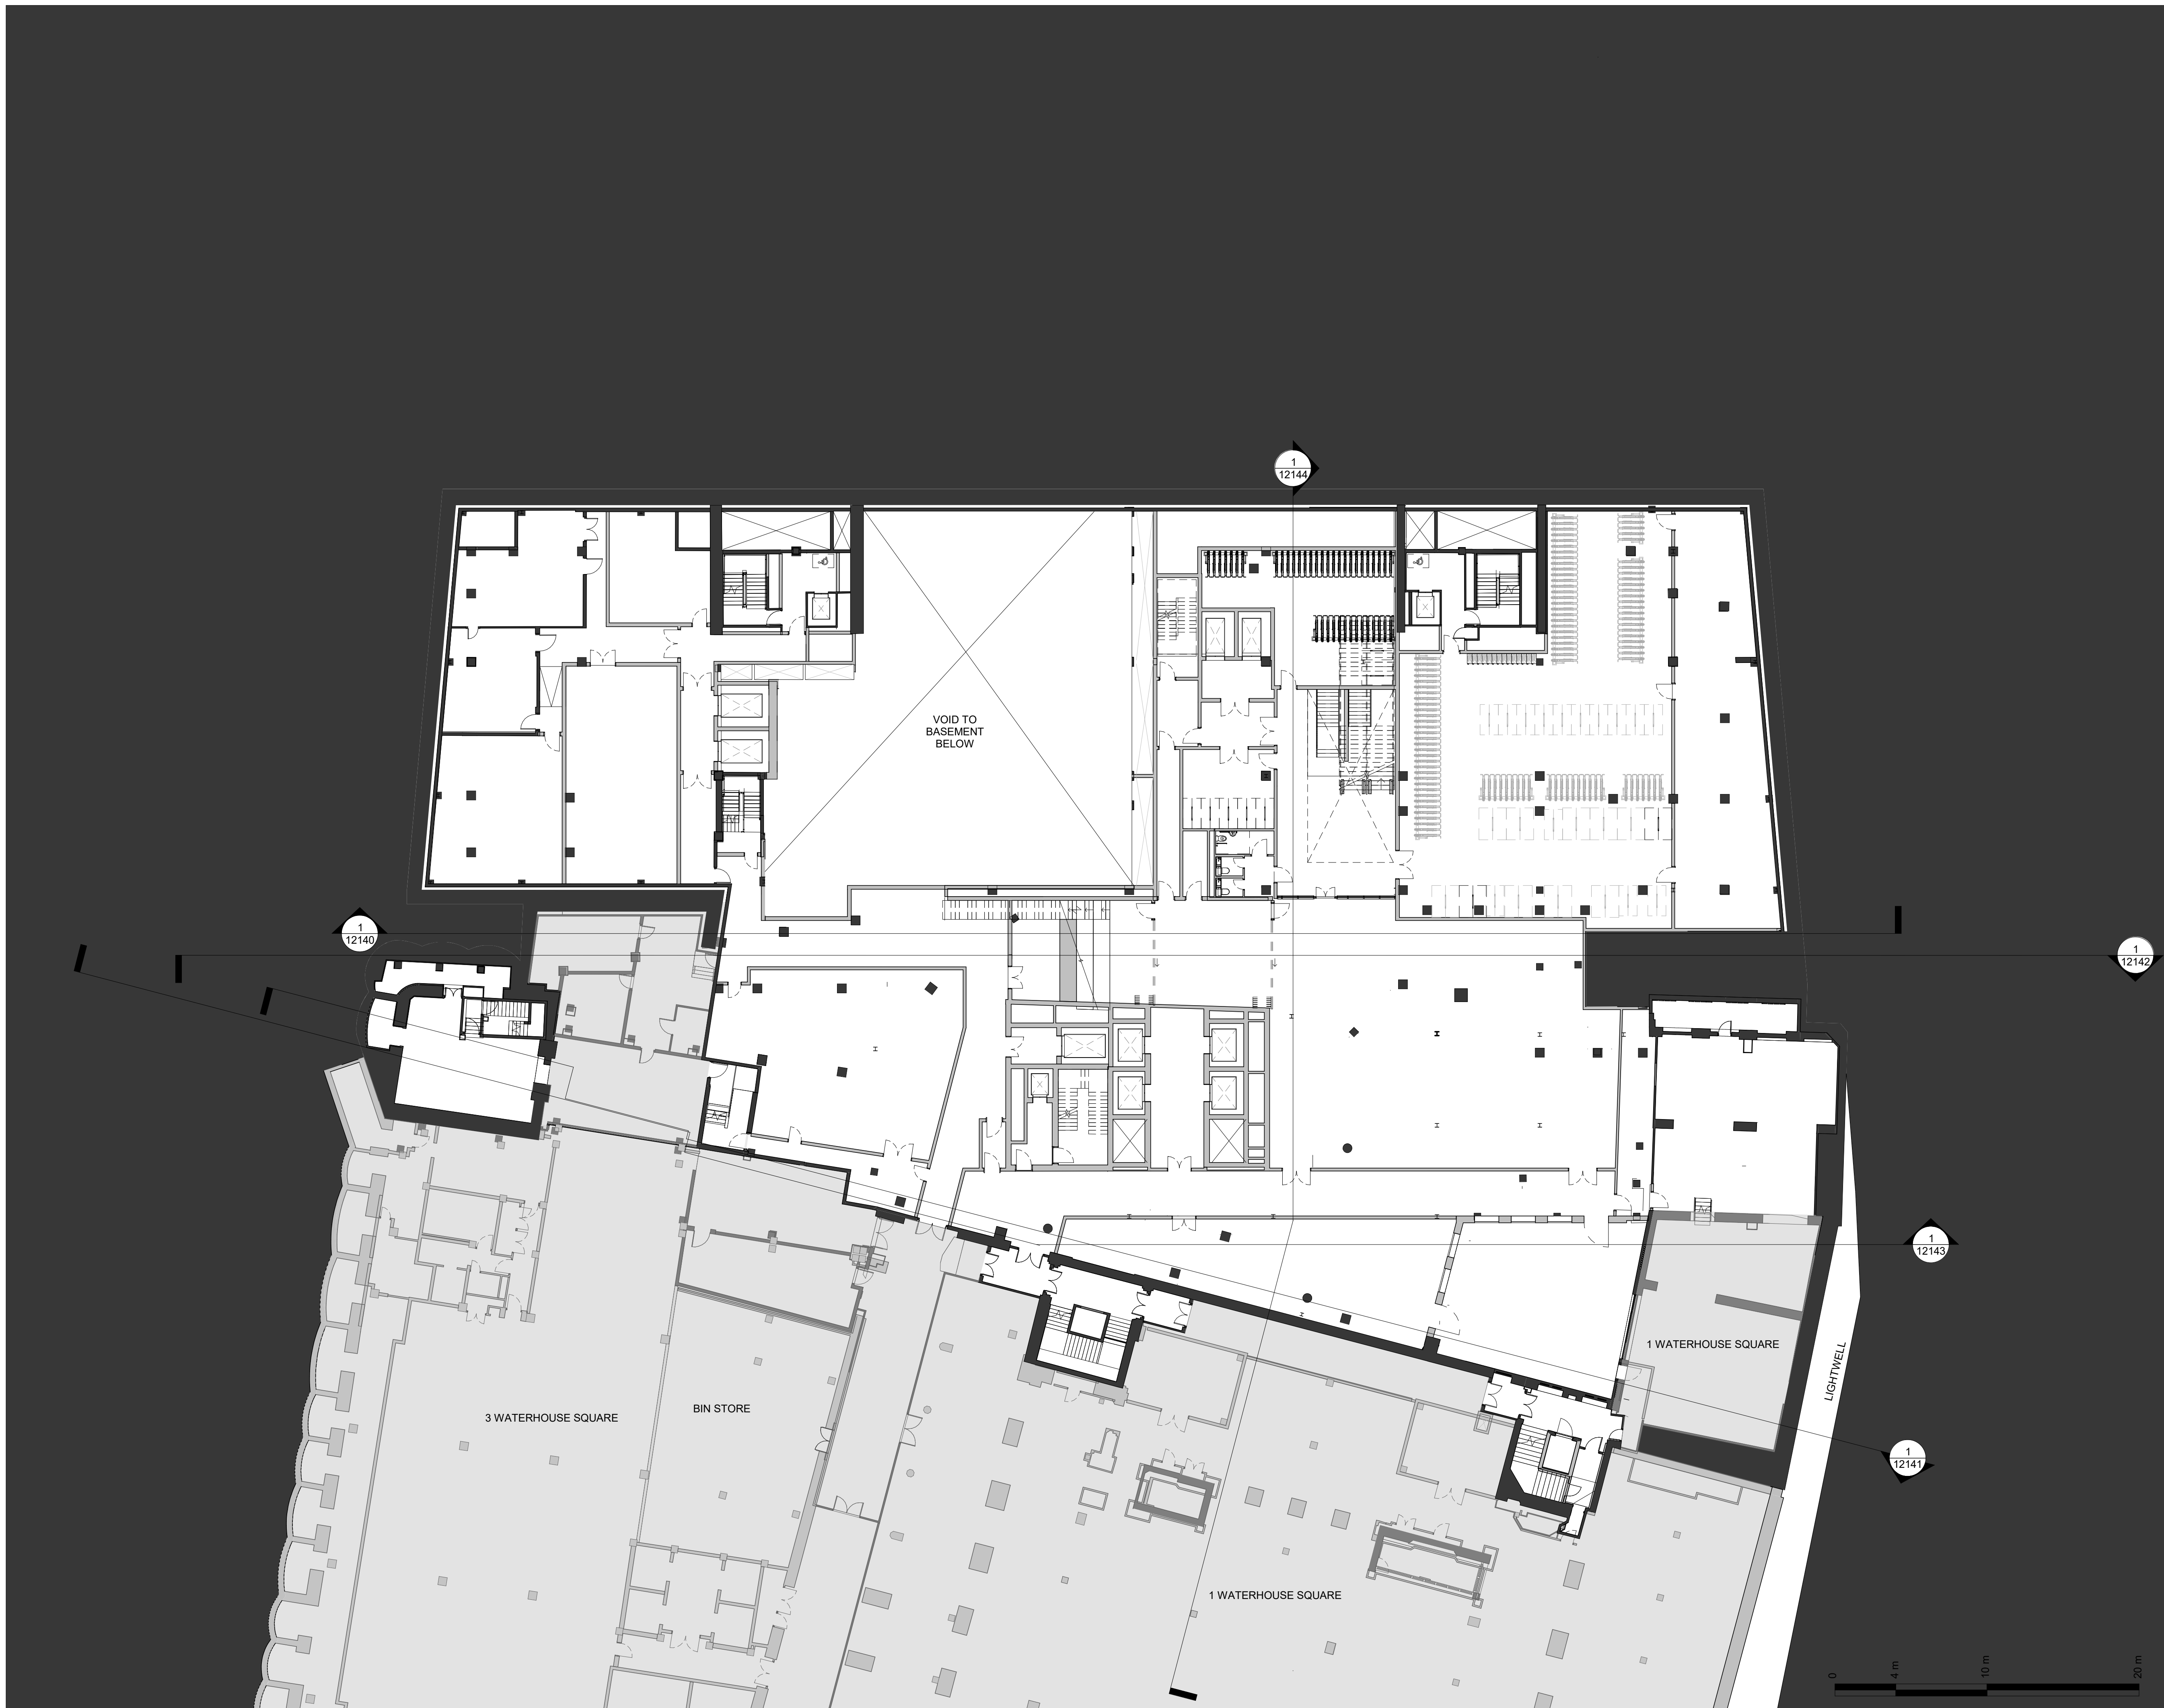 1
12144
VOID TO
BASEMENT
BELOW
1
12140
1
12142
1
12143
1 WATERHOUSE SQUARE
LIGHTWELL
3 WATERHOUSE SQUARE
BIN STORE
1
12141
1 WATERHOUSE SQUARE
0
4 m
10 m
20 m